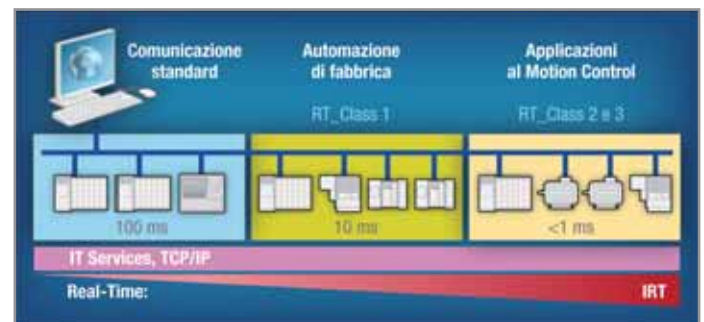 Comunicazione
standard
Automazione
di fabbrica
Applicazioni
al Motion Control
RT_Class 1
RT_Class 2 e 3
100 ms
10 ms
<1 ms
IT Services, TCP/IP
Real-Time:
IRT